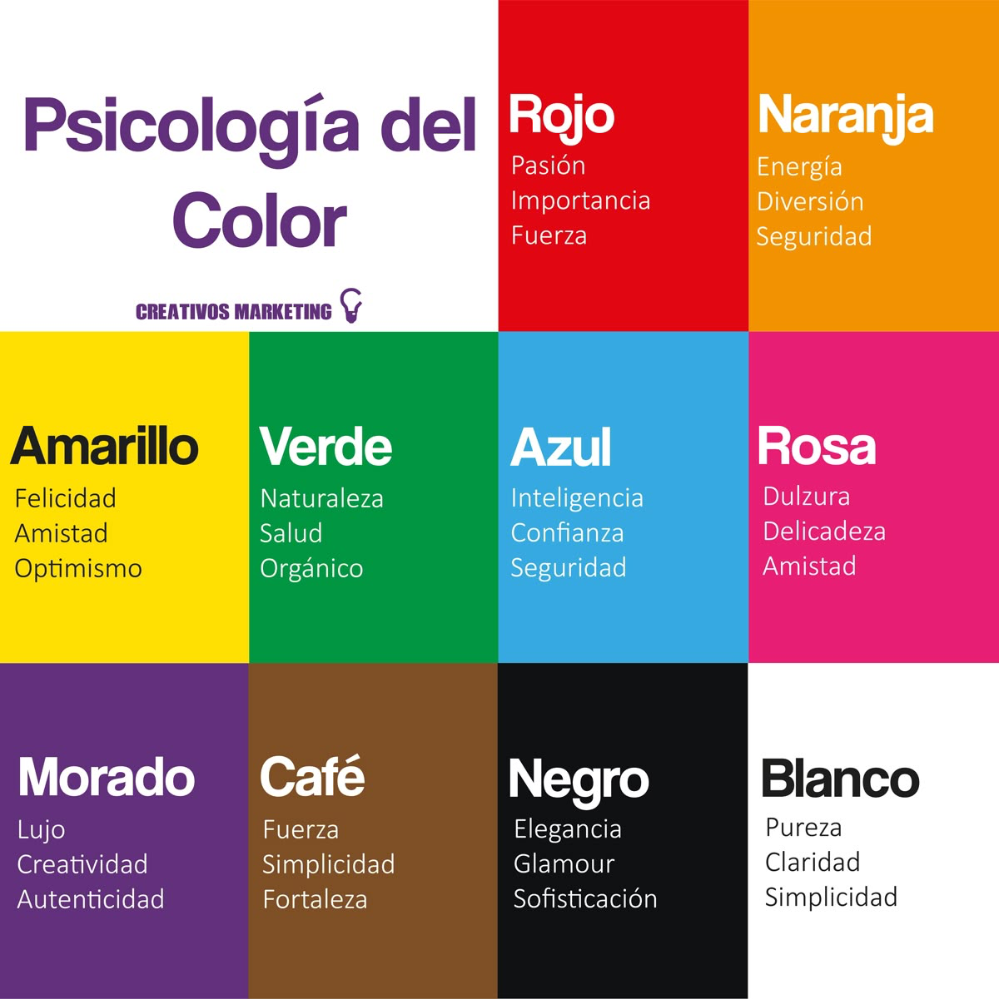 Psicología del
Color
CREATIVOS MARKETING
Rojo
Pasión
Importancia
Fuerza
Naranja
Energía
Diversión
Seguridad
Amarillo
Felicidad
Amistad
Optimismo
Verde
Naturaleza
Salud
Orgánico
Azul
Inteligencia
Confianza
Seguridad
Rosa
Dulzura
Delicadeza
Amistad
Morado
Lujo
Creatividad
Autenticidad
Café
Fuerza
Simplicidad
Fortaleza
Negro
Elegancia
Glamour
Sofisticación
Blanco
Pureza
Claridad
Simplicidad